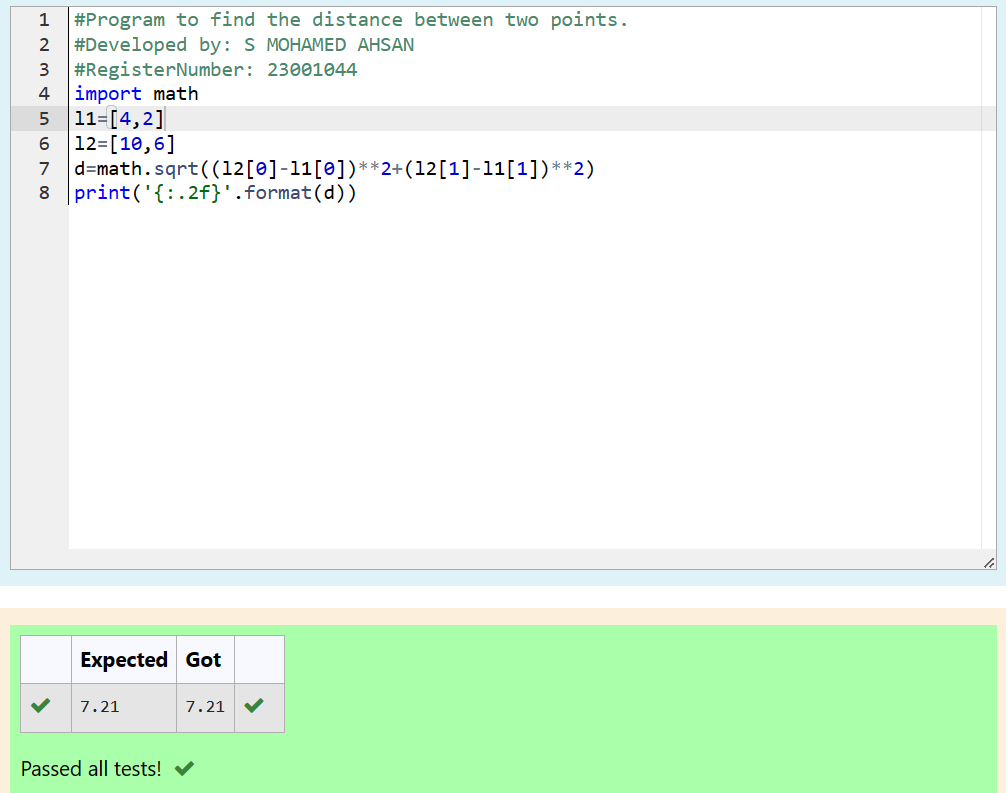 1 #Program to find the distance between two points.
2 #Developed by: S MOHAMED AHSAN
3 #RegisterNumber: 23001044
4 import math
5 l1=[4,2]
6 l2=[10,6]
7 d=math.sqrt((l2[0]-l1[0])**2+(l2[1]-l1[1])**2)
8 print('{:.2f}'.format(d))
Expected Got
7.21 7.21
Passed all tests!